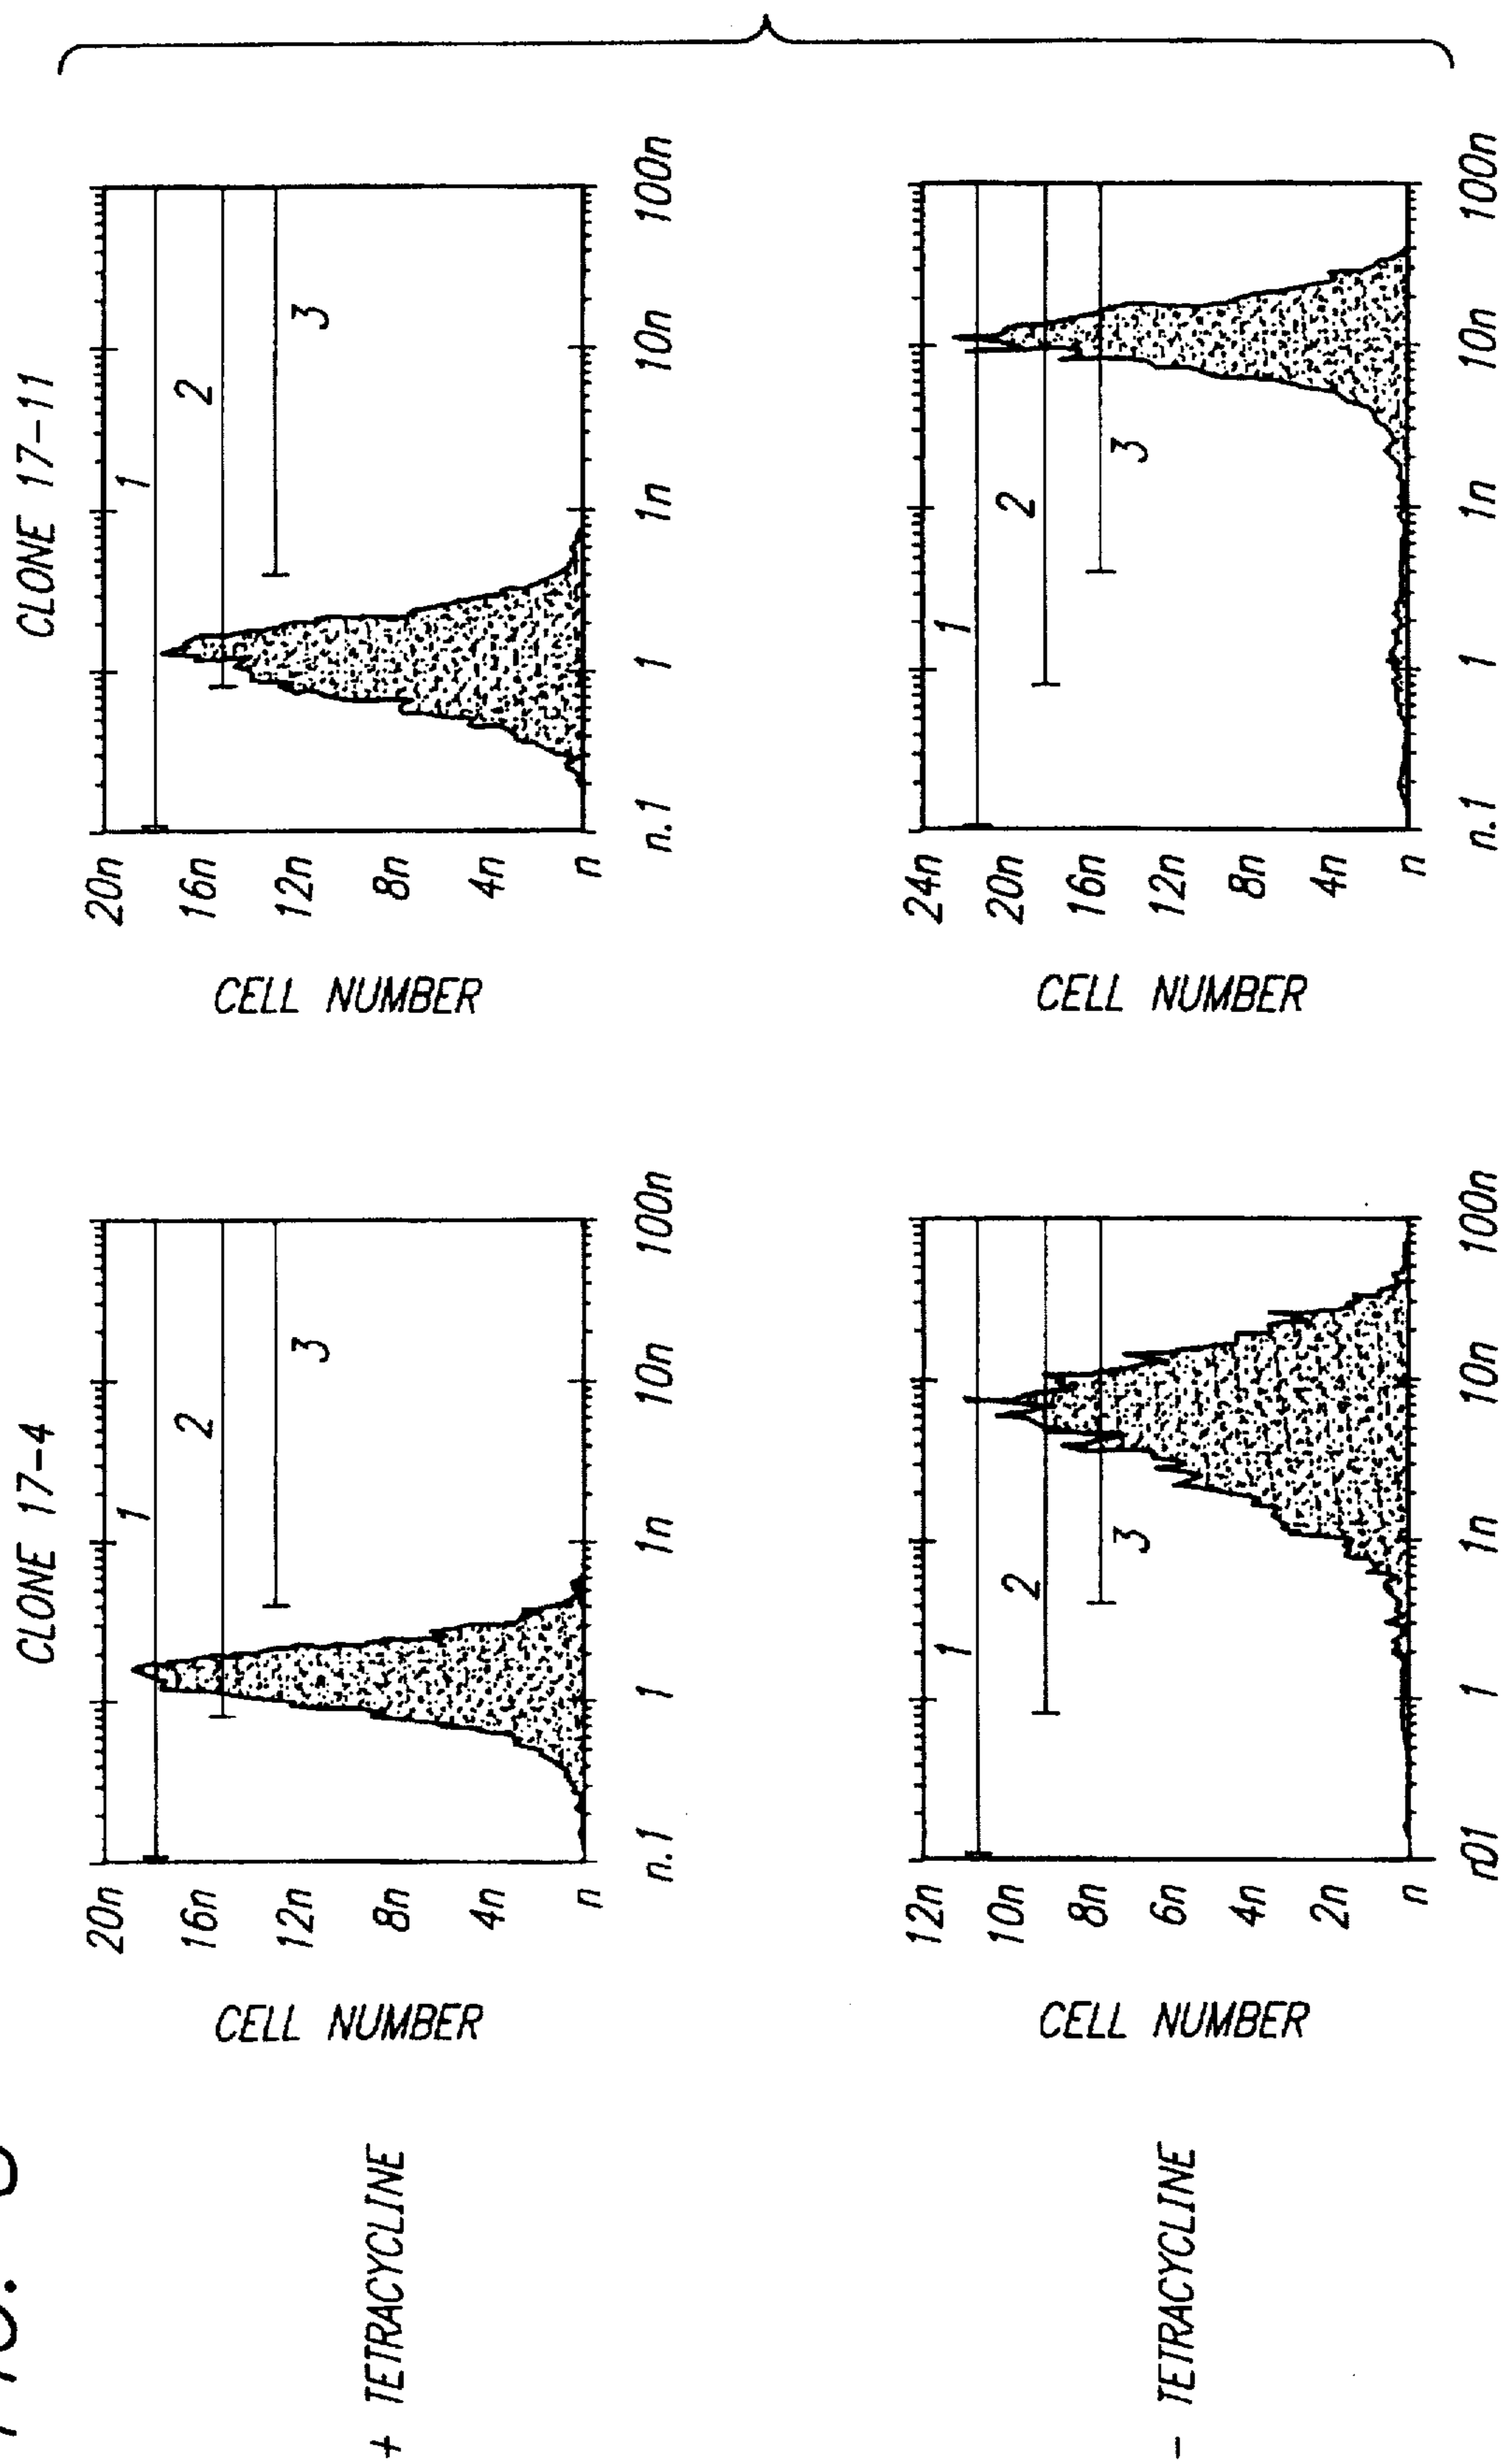 CLONE 17-4
CLONE 17-11
+ TETRACYCLINE
CELL NUMBER
20n
16n
12n
8n
4n
n
1
2
3
n.1
1
1n
10n
100n
CELL NUMBER
20n
16n
12n
8n
4n
n
1
2
3
n.1
1
1n
10n
100n
- TETRACYCLINE
CELL NUMBER
12n
10n
8n
6n
4n
2n
n
1
2
3
1
1n
10n
100n
CELL NUMBER
24n
20n
16n
12n
8n
4n
n
1
2
3
n.1
1
1n
10n
100n